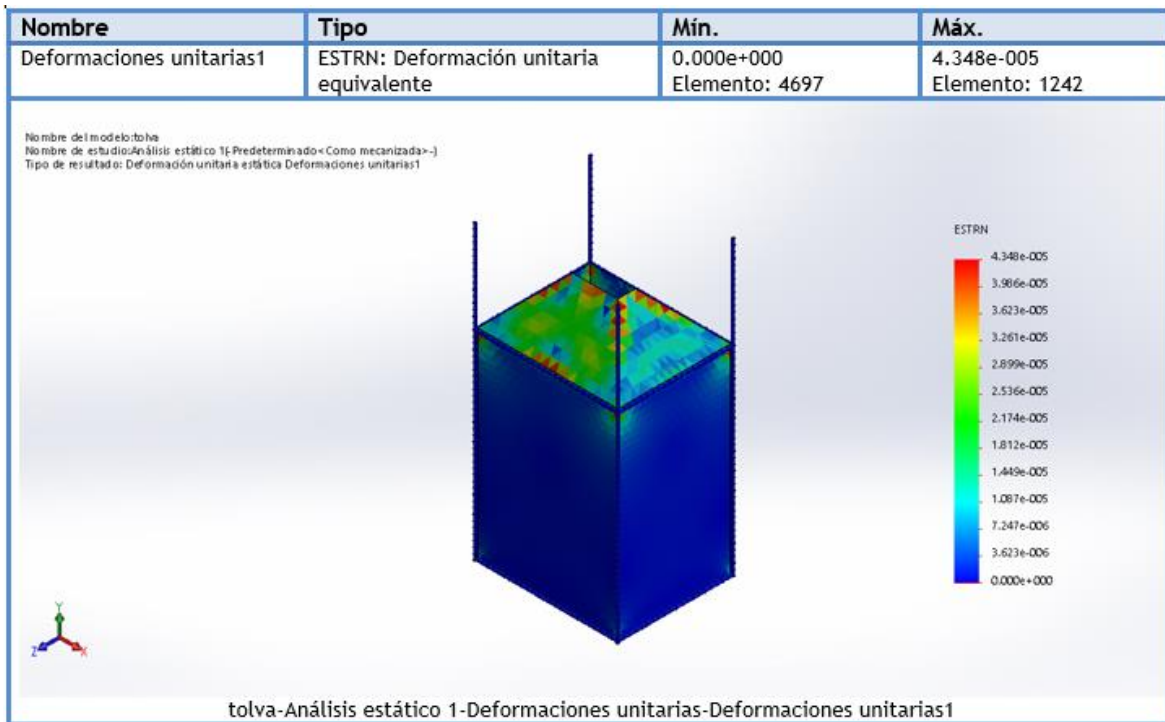 Nombre Tipo Mín. Máx.
Deformaciones unitarias1 ESTRN: Deformación unitaria equivalente 0.000e+000 Elemento: 4697 4.348e-005 Elemento: 1242
Nombre del modelo:tolva
Nombre de estudio:Análisis estático 1(-Predeterminado<Como mecanizada>-)
Tipo de resultado: Deformación unitaria estática Deformaciones unitarias1
ESTRN
4.348e-005
3.986e-005
3.623e-005
3.261e-005
2.899e-005
2.536e-005
2.174e-005
1.812e-005
1.449e-005
1.087e-005
7.247e-006
3.623e-006
0.000e+000
Y
Z X
tolva-Análisis estático 1-Deformaciones unitarias-Deformaciones unitarias1